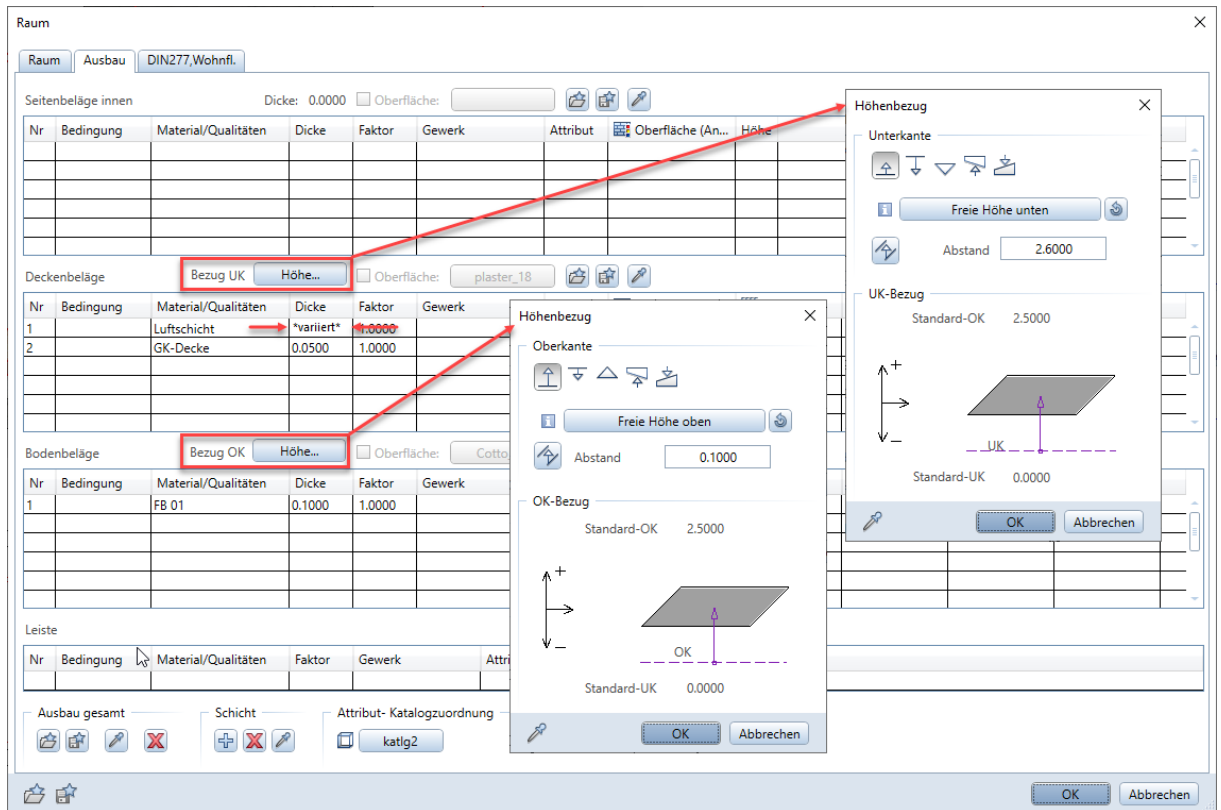 Raum
Raum Ausbau DIN277,Wohnfl.
Seitenbeläge innen Dicke: 0.0000 Oberfläche:
Nr Bedingung Material/Qualitäten Dicke Faktor Gewerk Attribut Oberfläche (An... Höhe
Deckenbeläge Bezug UK Höhe... Oberfläche: plaster_18
Nr Bedingung Material/Qualitäten Dicke Faktor Gewerk
1 Luftschicht *variiert* 1.0000
2 GK-Decke 0.0500 1.0000
Bodenbeläge Bezug OK Höhe... Oberfläche: Cotto
Nr Bedingung Material/Qualitäten Dicke Faktor Gewerk
1 FB 01 0.1000 1.0000
Leiste
Nr Bedingung Material/Qualitäten Faktor Gewerk Attri
Ausbau gesamt Schicht Attribut- Katalogzuordnung
katlg2
OK Abbrechen
Höhenbezug
Oberkante
Freie Höhe oben
Abstand 0.1000
OK-Bezug
Standard-OK 2.5000
+
OK
–
Standard-UK 0.0000
OK Abbrechen
Höhenbezug
Unterkante
Freie Höhe unten
Abstand 2.6000
UK-Bezug
Standard-OK 2.5000
+
UK
–
Standard-UK 0.0000
OK Abbrechen